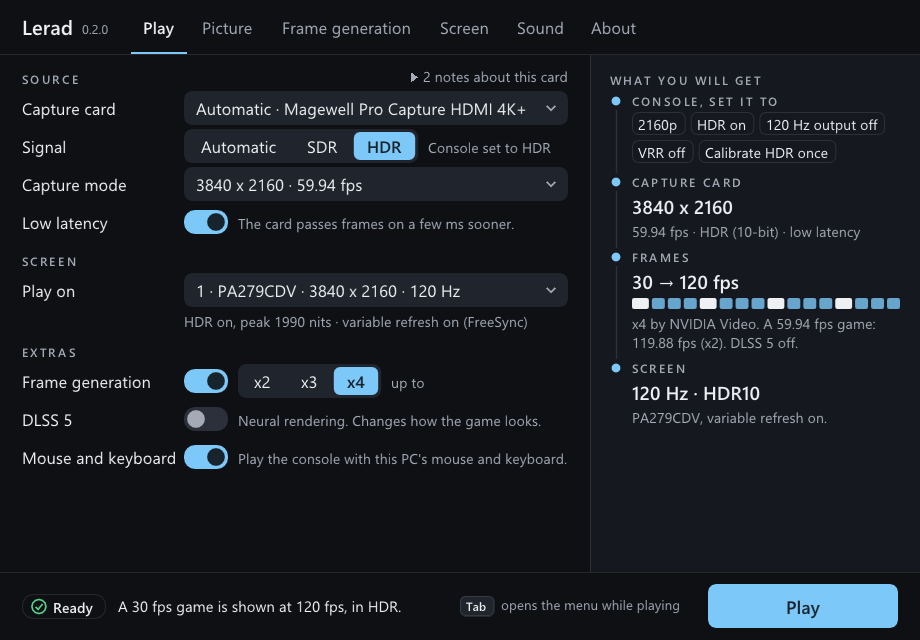 Lerad 0.2.0 Play Picture Frame generation Screen Sound About
SOURCE
2 notes about this card
Capture card Automatic · Magewell Pro Capture HDMI 4K+
Signal Automatic SDR HDR Console set to HDR
Capture mode 3840 x 2160 · 59.94 fps
Low latency The card passes frames on a few ms sooner.
SCREEN
Play on 1 · PA279CDV · 3840 x 2160 · 120 Hz
HDR on, peak 1990 nits · variable refresh on (FreeSync)
EXTRAS
Frame generation x2 x3 x4 up to
DLSS 5 Neural rendering. Changes how the game looks.
Mouse and keyboard Play the console with this PC's mouse and keyboard.
WHAT YOU WILL GET
CONSOLE, SET IT TO
2160p HDR on 120 Hz output off
VRR off Calibrate HDR once
CAPTURE CARD
3840 x 2160
59.94 fps · HDR (10-bit) · low latency
FRAMES
30 → 120 fps
x4 by NVIDIA Video. A 59.94 fps game:
119.88 fps (x2). DLSS 5 off.
SCREEN
120 Hz · HDR10
PA279CDV, variable refresh on.
Ready A 30 fps game is shown at 120 fps, in HDR. Tab opens the menu while playing Play